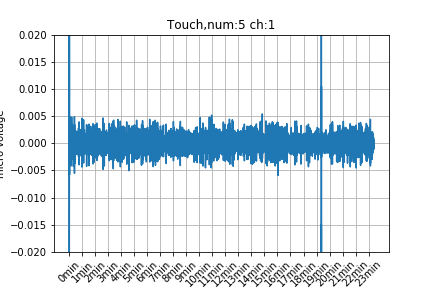 Touch,num:5 ch:1
0.020
0.015
0.010
0.005
0.000
−0.005
−0.010
−0.015
−0.020
micro voltage
0min
1min
2min
3min
4min
5min
6min
7min
8min
9min
10min
11min
12min
13min
14min
15min
16min
17min
18min
19min
20min
21min
22min
23min